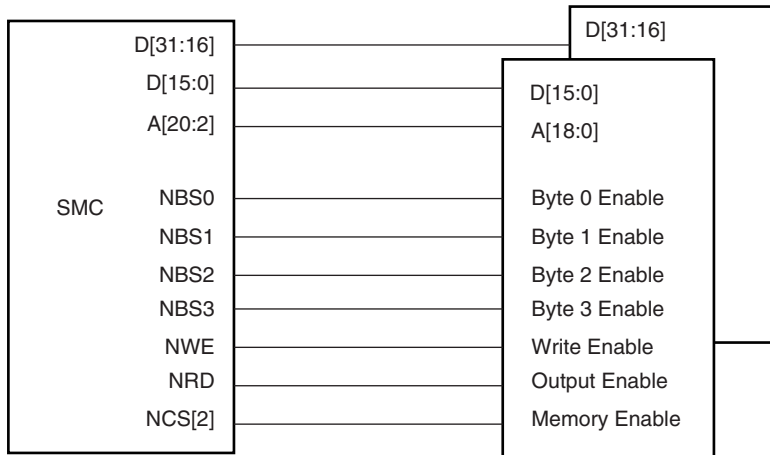 D[31:16] D[31:16]
D[15:0] D[15:0]
A[20:2] A[18:0]
SMC NBS0 Byte 0 Enable
NBS1 Byte 1 Enable
NBS2 Byte 2 Enable
NBS3 Byte 3 Enable
NWE Write Enable
NRD Output Enable
NCS[2] Memory Enable